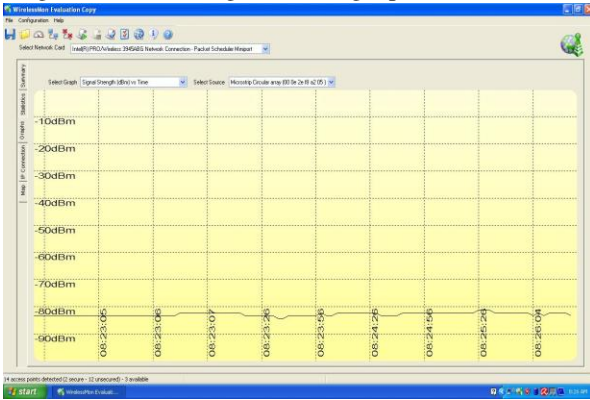 WirelessMon Evaluation Copy
File Configuration Help
Select Network Card Intel(R) PRO/Wireless 3945ABG Network Connection - Packet Scheduler Miniport
Summary
Statistics
Graphs
IP Connection
Map
Select Graph Signal Strength (dBm) vs Time Select Source Microstrip Circular array (00 0e 2e f8 a2 05 )
-10dBm
-20dBm
-30dBm
-40dBm
-50dBm
-60dBm
-70dBm
-80dBm
-90dBm
08:23:05
08:23:06
08:23:07
08:23:26
08:23:56
08:24:26
08:24:56
08:25:26
08:26:04
14 access points detected (2 secure - 12 unsecured) - 3 available
start WirelessMon Evaluati...